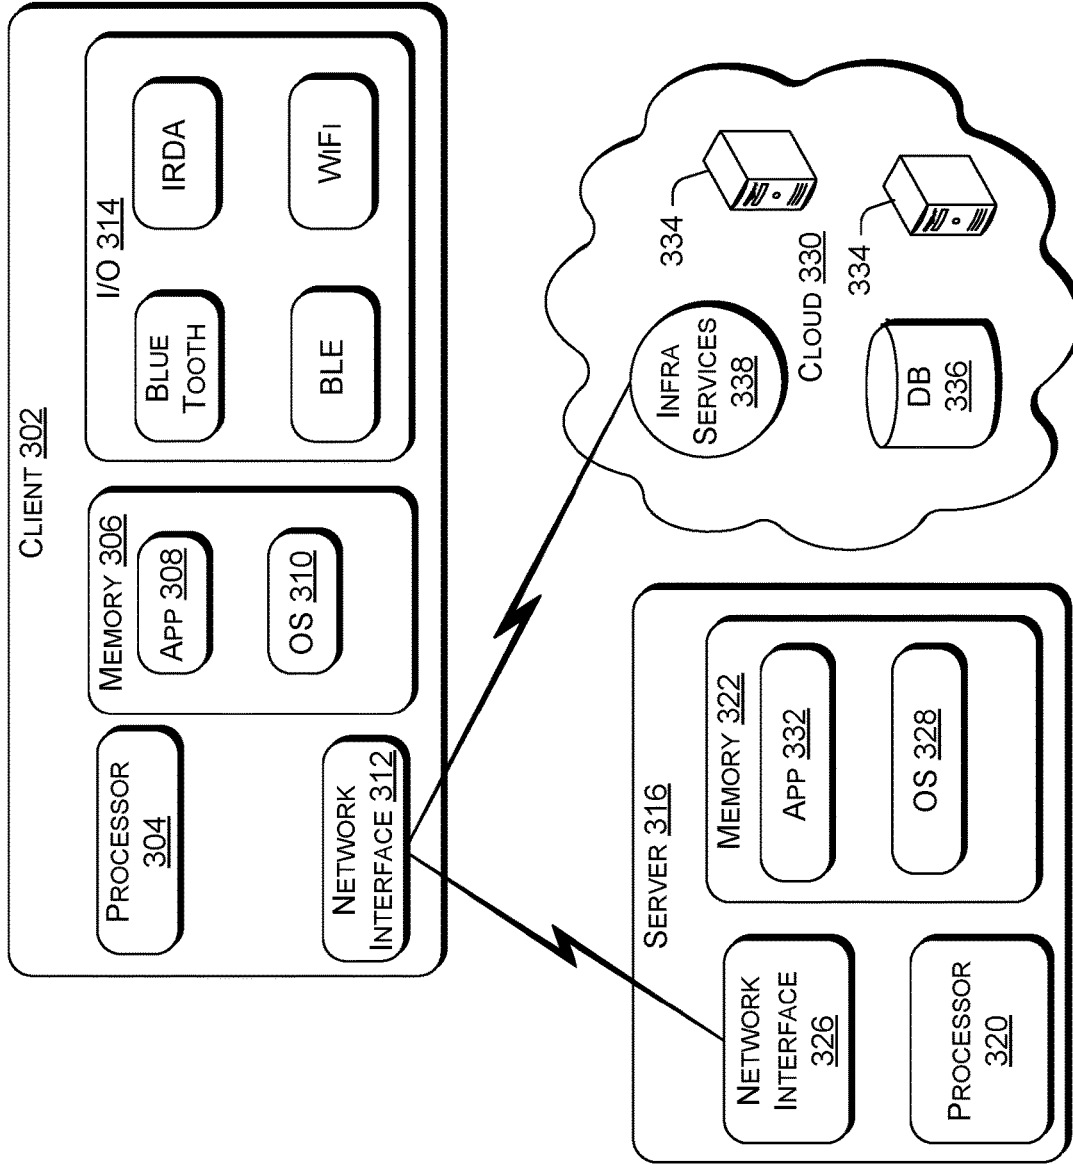 CLIENT 302
PROCESSOR
304
NETWORK
INTERFACE 312
MEMORY 306
APP 308
OS 310
I/O 314
BLUE
TOOTH
IRDA
BLE
WIFI
SERVER 316
NETWORK
INTERFACE
326
PROCESSOR
320
MEMORY 322
APP 332
OS 328
INFRA
SERVICES
338
334
CLOUD 330
334
DB
336